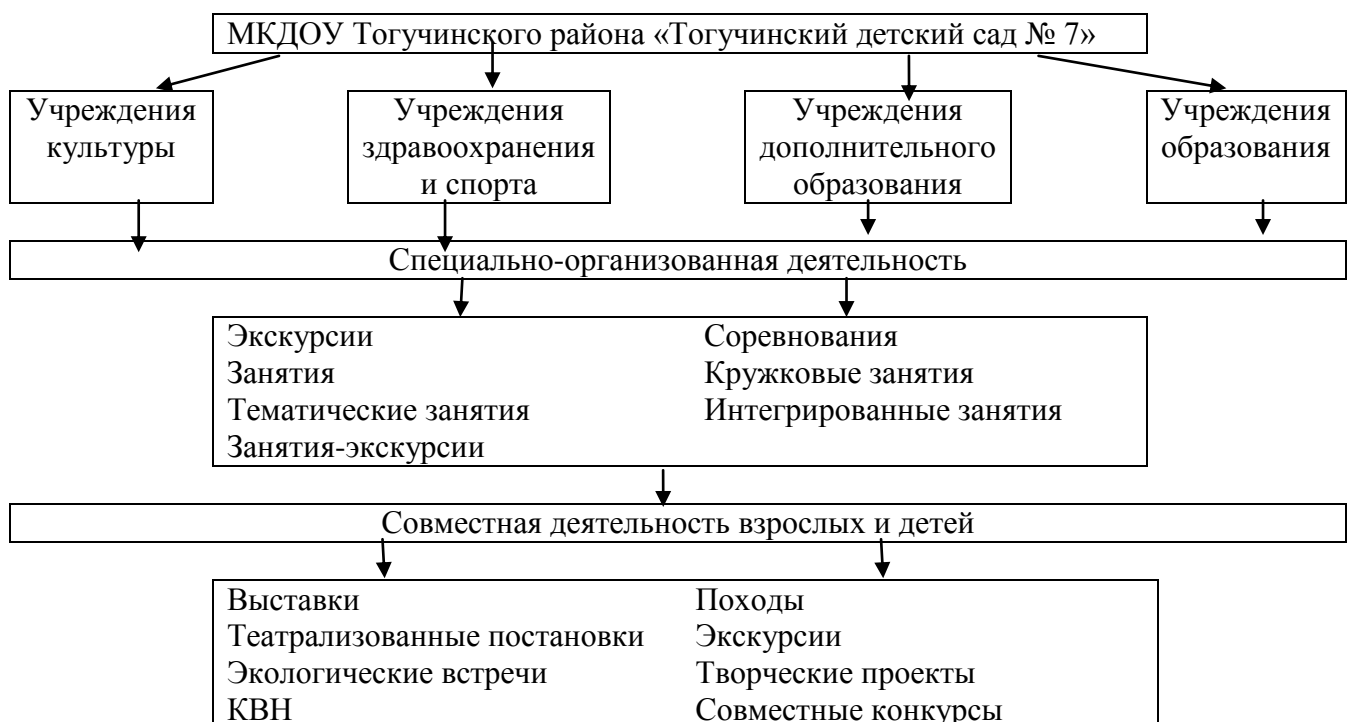 МКДОУ Тогучинского района «Тогучинский детский сад № 7»
Учреждения
культуры
Учреждения
здравоохранения
и спорта
Учреждения
дополнительного
образования
Учреждения
образования
Специально-организованная деятельность
Экскурсии
Занятия
Тематические занятия
Занятия-экскурсии
Соревнования
Кружковые занятия
Интегрированные занятия
Совместная деятельность взрослых и детей
Выставки
Театрализованные постановки
Экологические встречи
КВН
Походы
Экскурсии
Творческие проекты
Совместные конкурсы